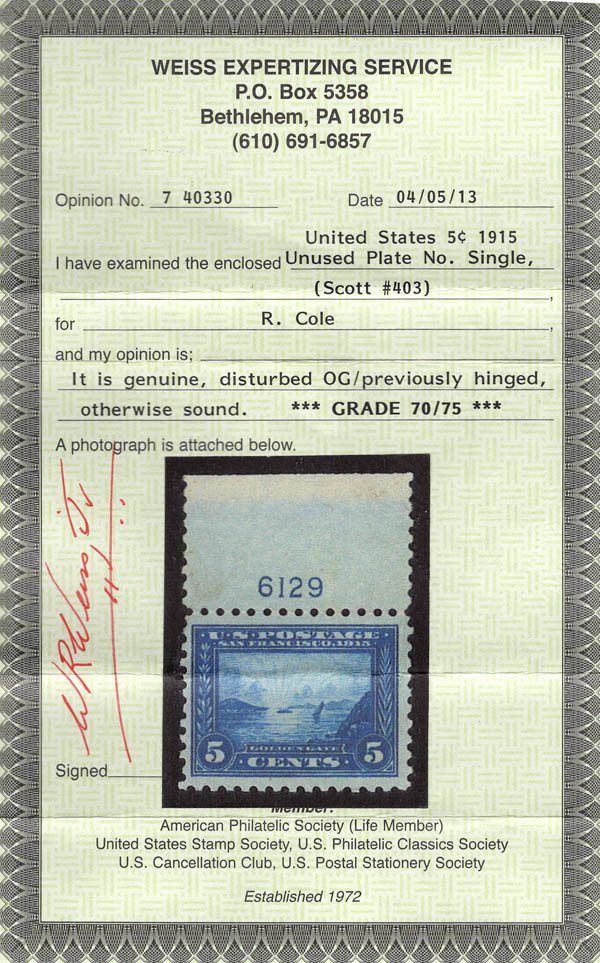 WEISS EXPERTIZING SERVICE
P.O. Box 5358
Bethlehem, PA 18015
(610) 691-6857
Opinion No. 7 40330 Date 04/05/13
United States 5¢ 1915
I have examined the enclosed Unused Plate No. Single,
(Scott #403),
for R. Cole,
and my opinion is;
It is genuine, disturbed OG/previously hinged,
otherwise sound. *** GRADE 70/75 ***
A photograph is attached below.
WRWeiss Jr
6129
U.S. POSTAGE
SAN FRANCISCO, 1915
GOLDEN GATE
5 CENTS 5
Signed
Member:
American Philatelic Society (Life Member)
United States Stamp Society, U.S. Philatelic Classics Society
U.S. Cancellation Club, U.S. Postal Stationery Society
Established 1972